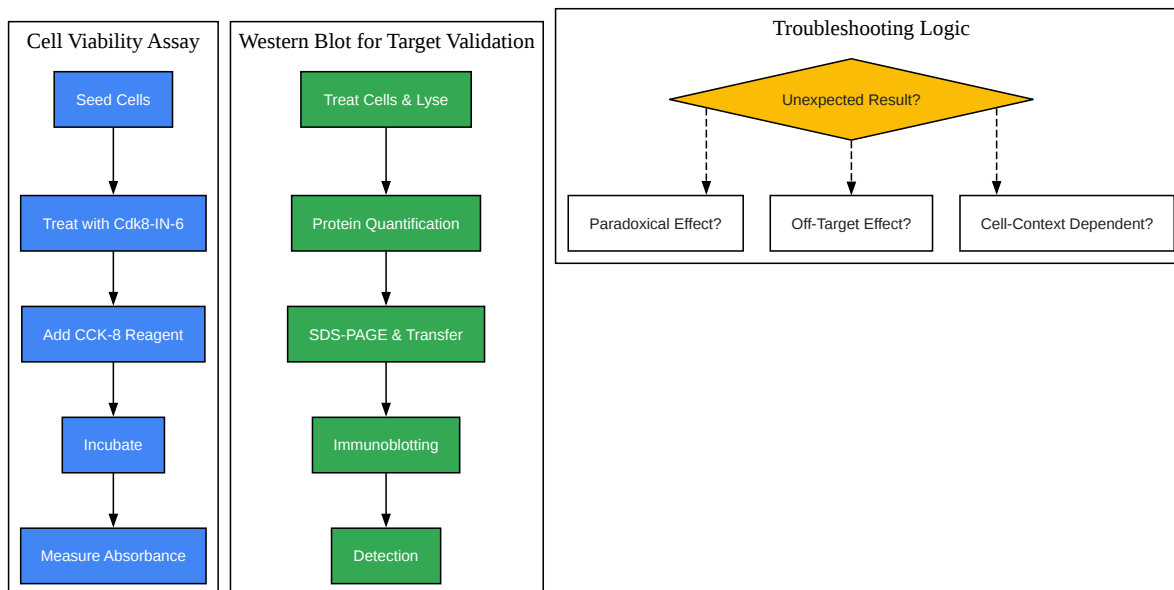 Cell Viability Assay
Seed Cells
Treat with Cdk8-IN-6
Add CCK-8 Reagent
Incubate
Measure Absorbance
Western Blot for Target Validation
Treat Cells & Lyse
Protein Quantification
SDS-PAGE & Transfer
Immunoblotting
Detection
Troubleshooting Logic
Unexpected Result?
Paradoxical Effect?
Off-Target Effect?
Cell-Context Dependent?